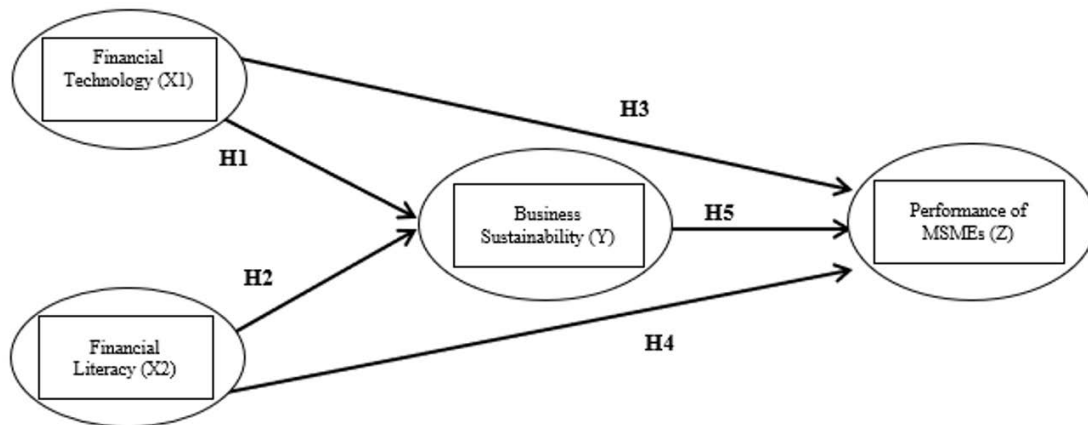 Financial
Technology (X1)
H3
H1
Business
Sustainability (Y)
H5
Performance of
MSMEs (Z)
H2
H4
Financial
Literacy (X2)